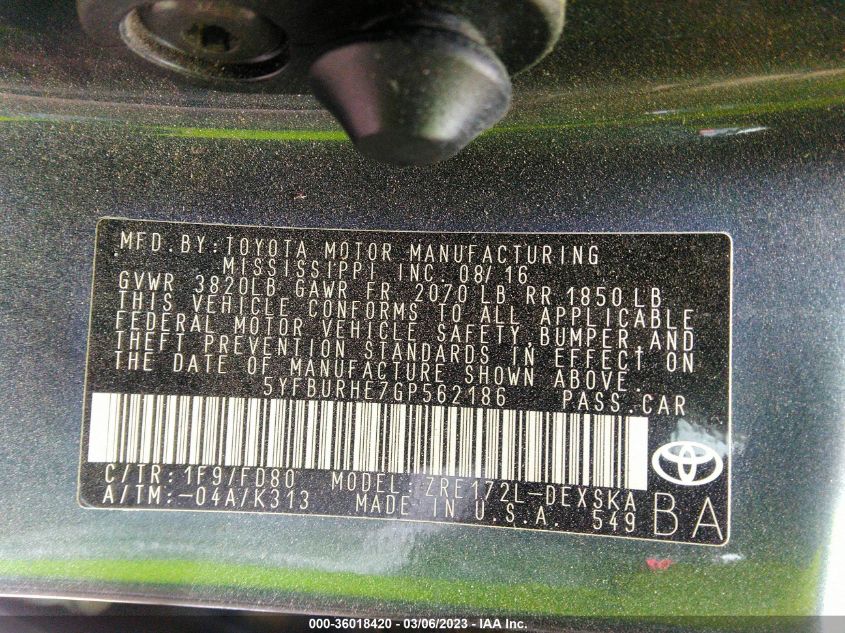 MFD.BY:TOYOTA MOTOR MANUFACTURING
MISSISSIPPI INC. 08/16
GVWR 3820LB GAWR FR 2070 LB RR 1850 LB
THIS VEHICLE CONFORMS TO ALL APPLICABLE
FEDERAL MOTOR VEHICLE SAFETY,BUMPER,AND
THEFT PREVENTION STANDARDS IN EFFECT ON
THE DATE OF MANUFACTURE SHOWN ABOVE.
5YFBURHE7GP562186 PASS.CAR
C/TR: 1F9/FD80 MODEL: ZRE172L-DEXSKA
A/TM:-04A/K313 MADE IN U.S.A. 549
BA
000-36018420 - 03/06/2023 - IAA Inc.